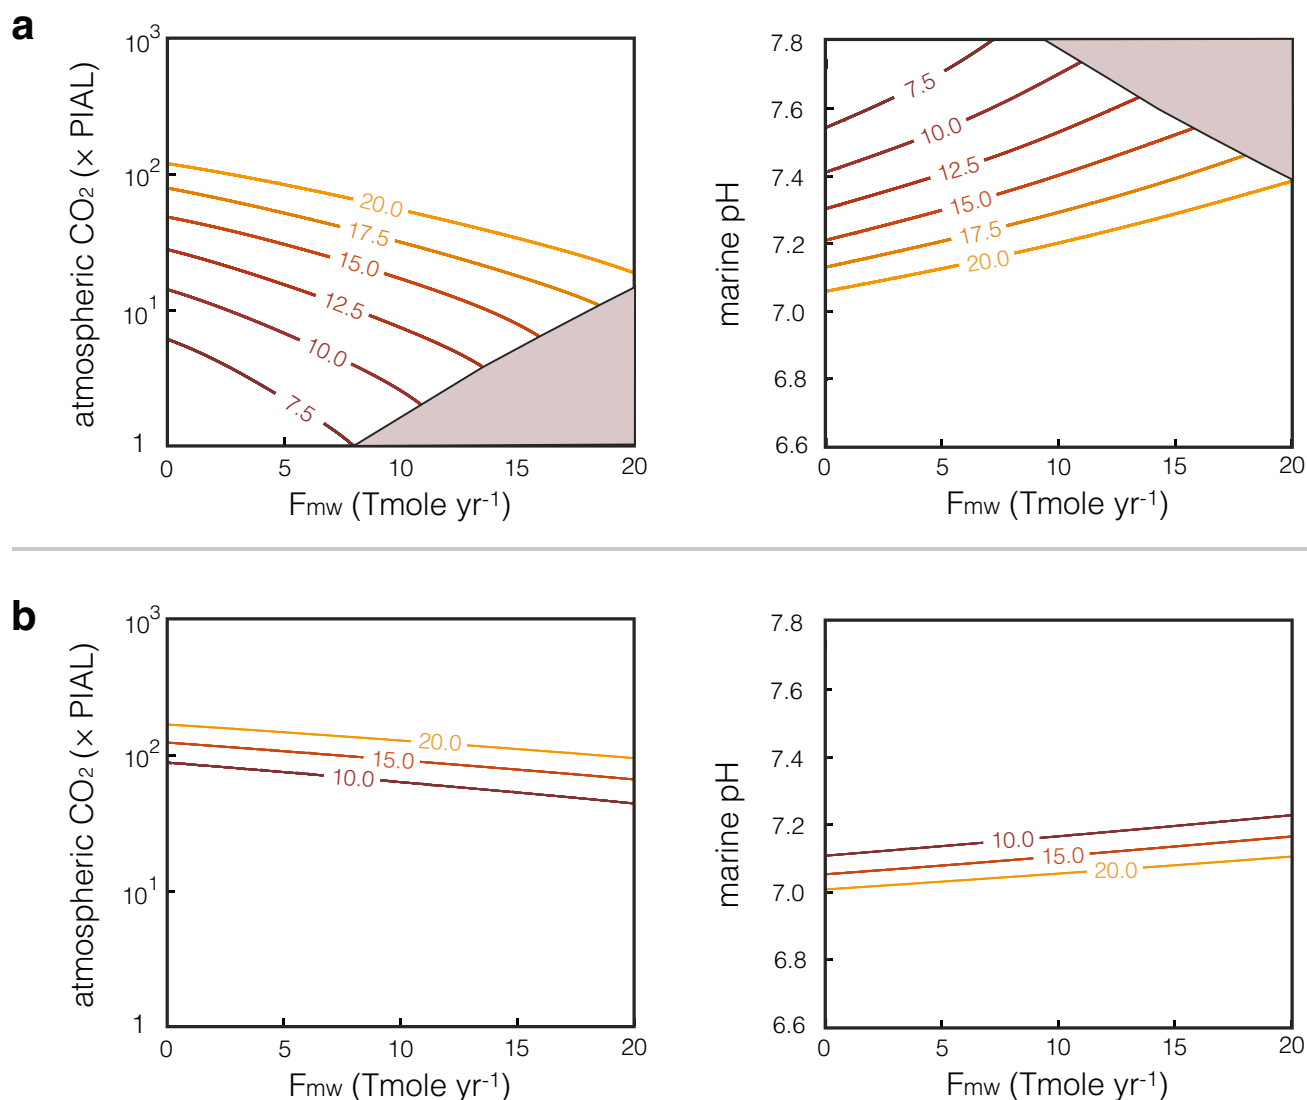 a
atmospheric CO2 (× PIAL)
10^3
10^2
10^1
1
20.0
17.5
15.0
12.5
10.0
7.5
0 5 10 15 20
Fmw (Tmole yr-1)
marine pH
7.8
7.6
7.4
7.2
7.0
6.8
6.6
7.5
10.0
12.5
15.0
17.5
20.0
0 5 10 15 20
Fmw (Tmole yr-1)
b
atmospheric CO2 (× PIAL)
10^3
10^2
10^1
1
20.0
15.0
10.0
0 5 10 15 20
Fmw (Tmole yr-1)
marine pH
7.8
7.6
7.4
7.2
7.0
6.8
6.6
10.0
15.0
20.0
0 5 10 15 20
Fmw (Tmole yr-1)